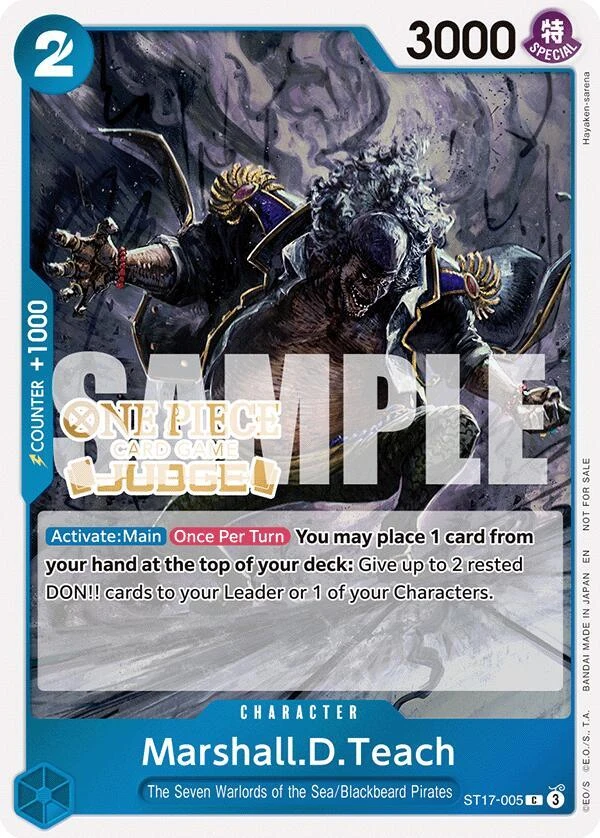 2
3000
特
SPECIAL
Hayaken-sarena
COUNTER +1000
SAMPLE
ONE PIECE
CARD GAME
JUDGE
Activate:Main Once Per Turn You may place 1 card from
your hand at the top of your deck: Give up to 2 rested
DON!! cards to your Leader or 1 of your Characters.
CHARACTER
Marshall.D.Teach
The Seven Warlords of the Sea/Blackbeard Pirates
ST17-005 C 3
©EO/S ©E.O./S., T.A. BANDAI MADE IN JAPAN EN NOT FOR SALE